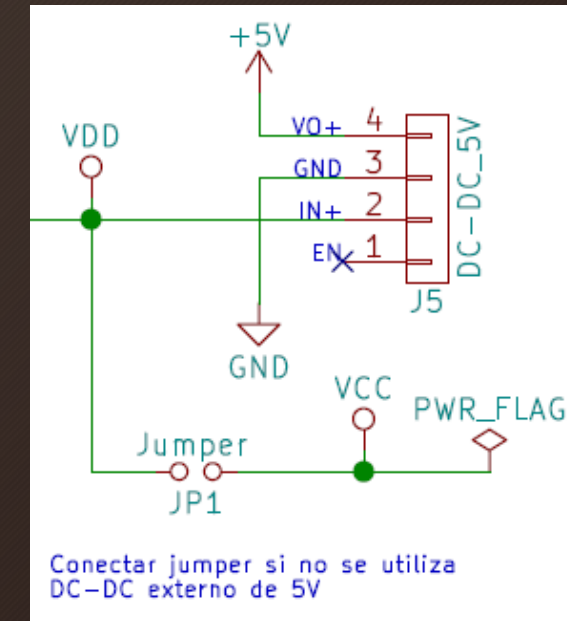 +5V
VDD
VO+ 4
GND 3
IN+ 2
EN 1
DC-DC_5V
J5
GND
VCC
PWR_FLAG
Jumper
JP1
Conectar jumper si no se utiliza
DC-DC externo de 5V